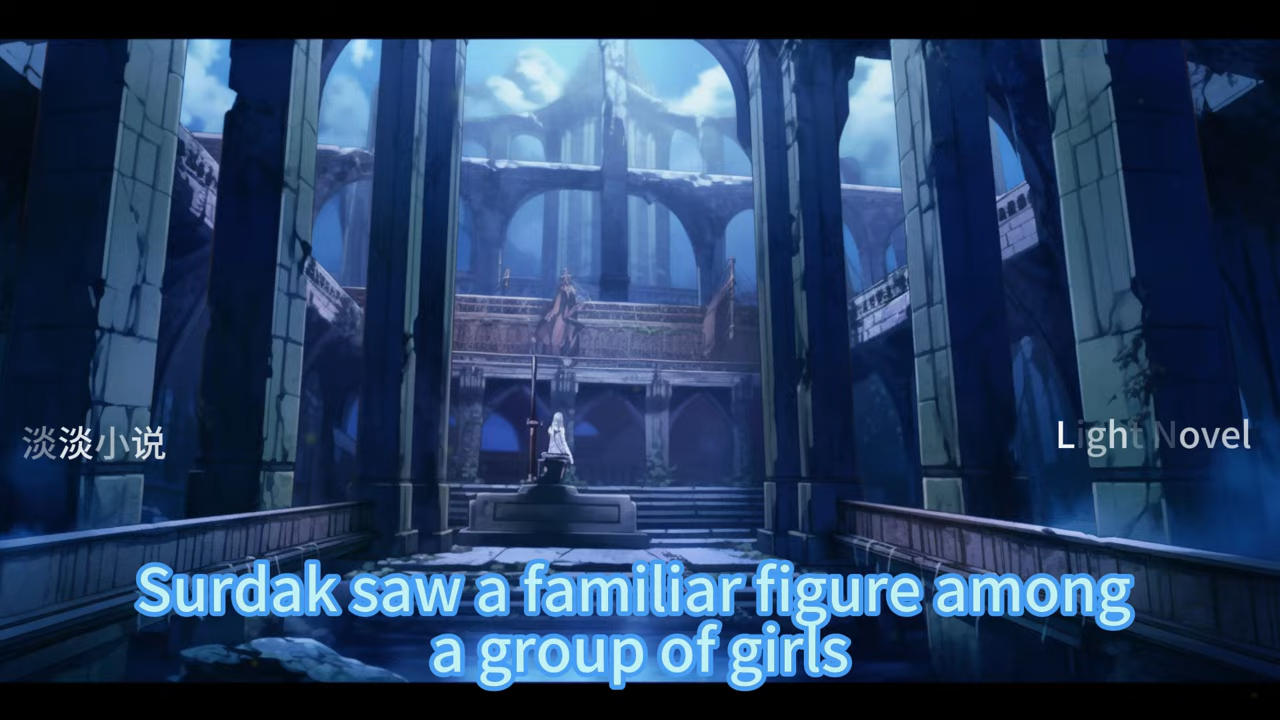 淡淡小说
Light Novel
Surdak saw a familiar figure among
a group of girls